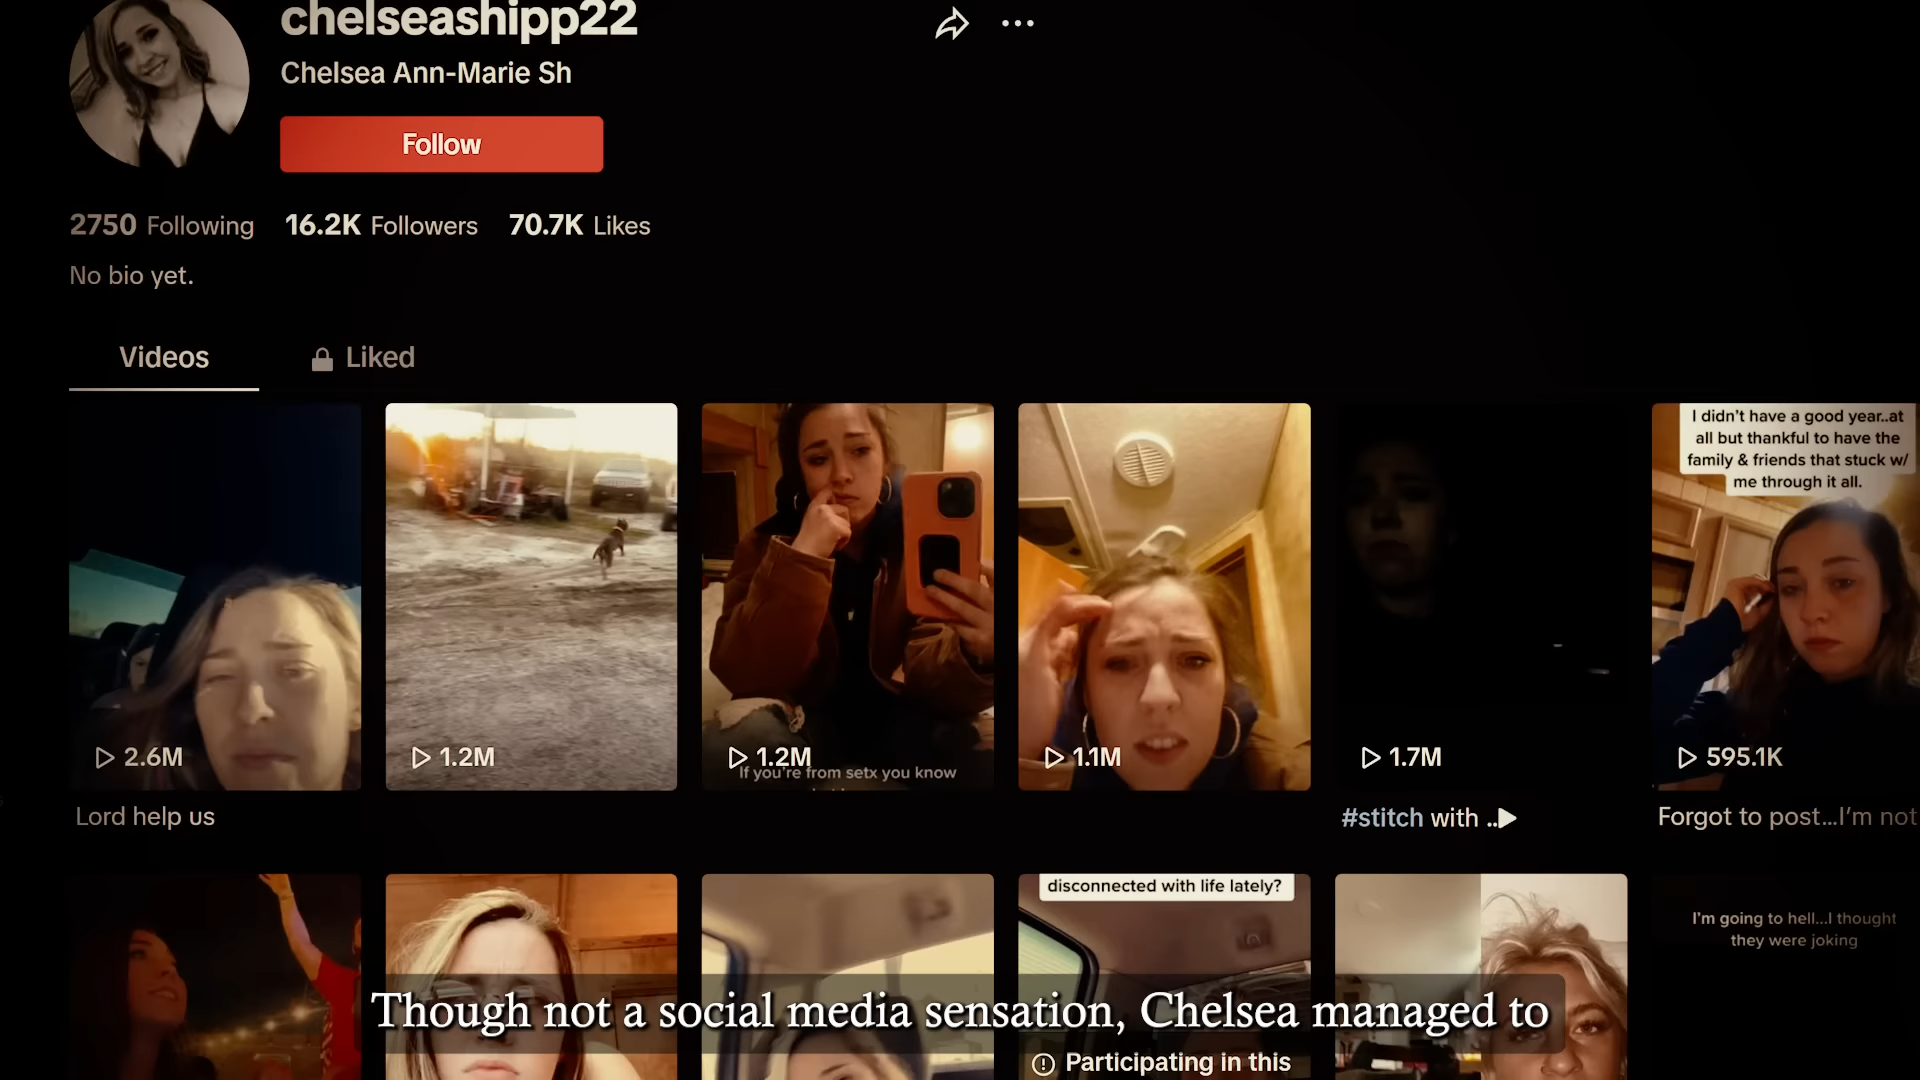 chelseashipp22
Chelsea Ann-Marie Sh
Follow
2750 Following 16.2K Followers 70.7K Likes
No bio yet.
Videos Liked
I didn't have a good year..at
all but thankful to have the
family & friends that stuck w/
me through it all.
2.6M
1.2M
1.2M
If you're from setx you know
1.1M
1.7M
595.1K
Lord help us
#stitch with ..
Forgot to post...I'm not
disconnected with life lately?
I'm going to hell...I thought
they were joking
Though not a social media sensation, Chelsea managed to
Participating in this